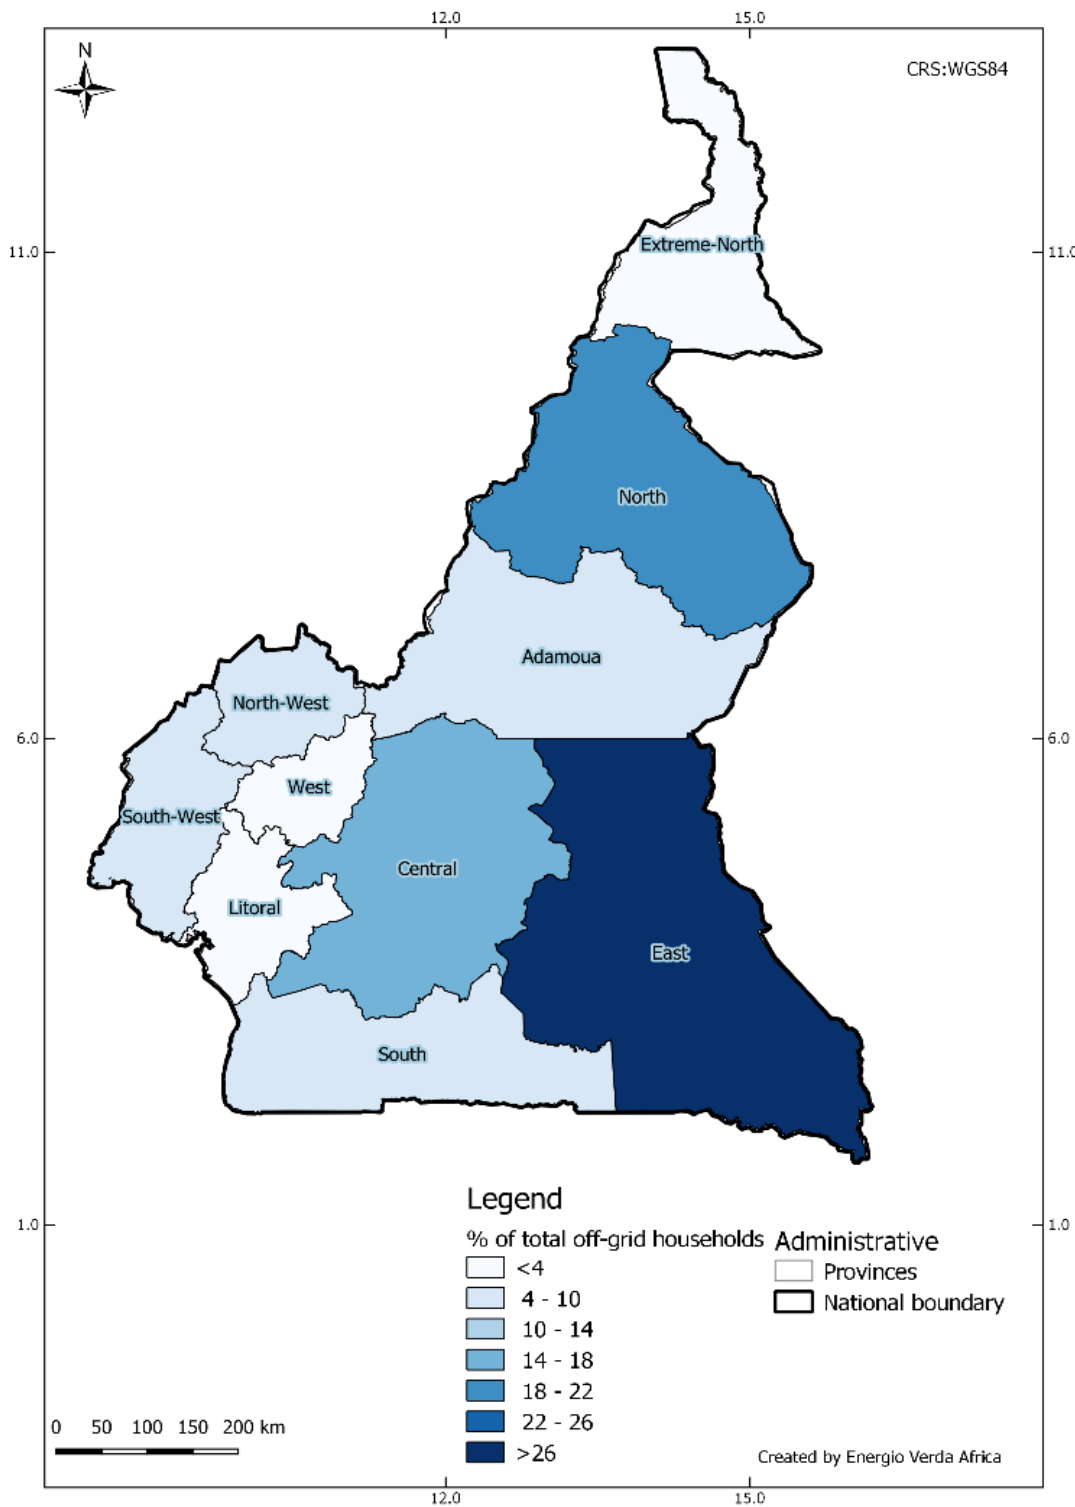 12.0 15.0
N
CRS:WGS84
11.0 11.0
Extreme-North
North
Adamoua
North-West
6.0 6.0
West
South-West
Central
Litoral
East
South
Legend
% of total off-grid households
<4
4 - 10
10 - 14
14 - 18
18 - 22
22 - 26
>26
Administrative
Provinces
National boundary
1.0 1.0
0 50 100 150 200 km
Created by Energio Verda Africa
12.0 15.0